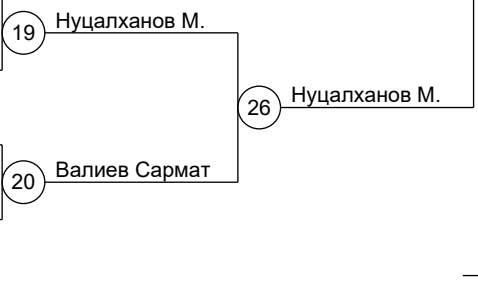 19 Нуцалханов М.
26 Нуцалханов М.
20 Валиев Сармат